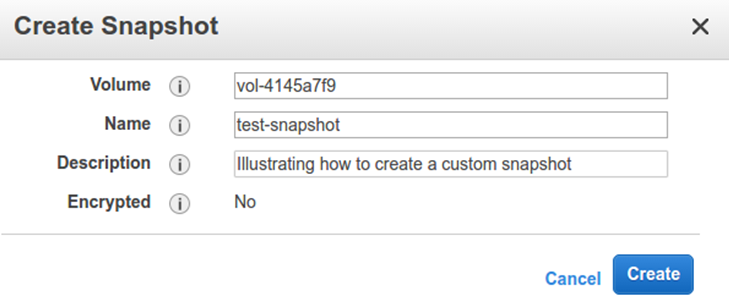 Create Snapshot
Volume i vol-4145a7f9
Name i test-snapshot
Description i Illustrating how to create a custom snapshot
Encrypted i No
Cancel Create